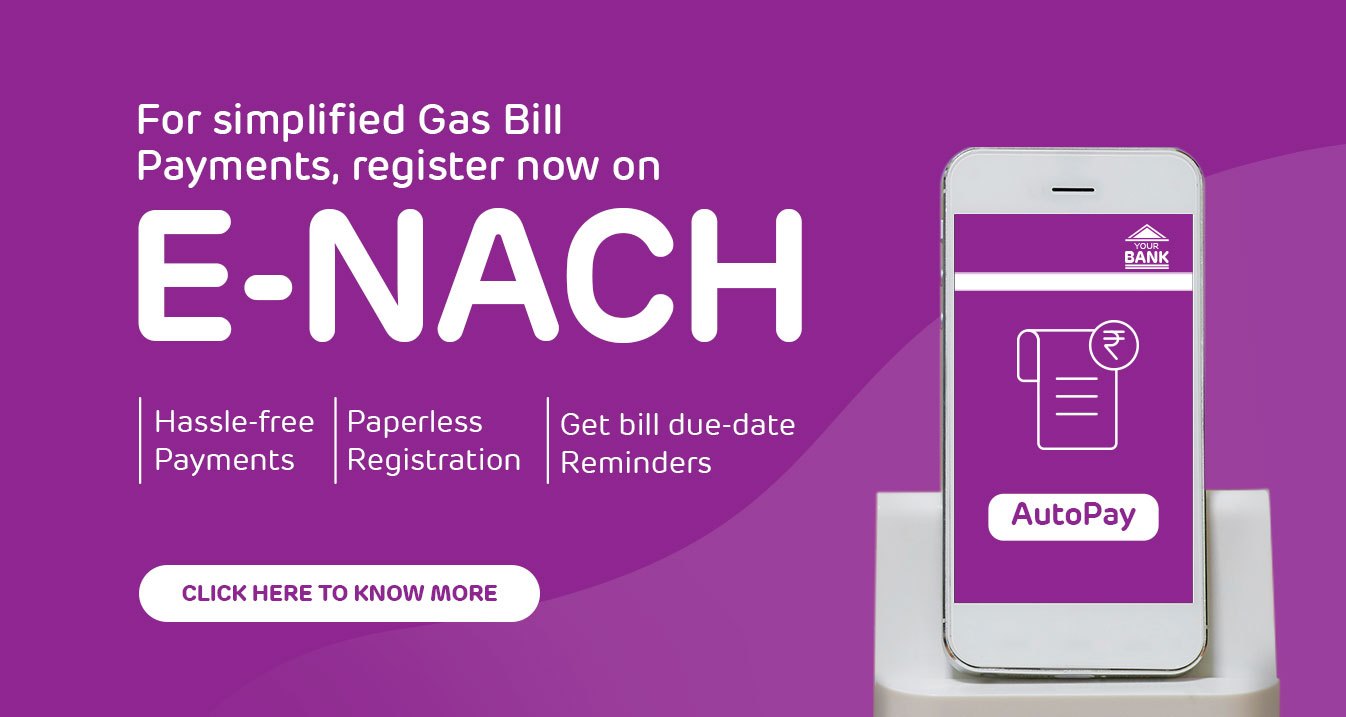 For simplified Gas Bill
Payments, register now on
E-NACH
Hassle-free
Payments
Paperless
Registration
Get bill due-date
Reminders
CLICK HERE TO KNOW MORE
YOUR
BANK
₹
AutoPay